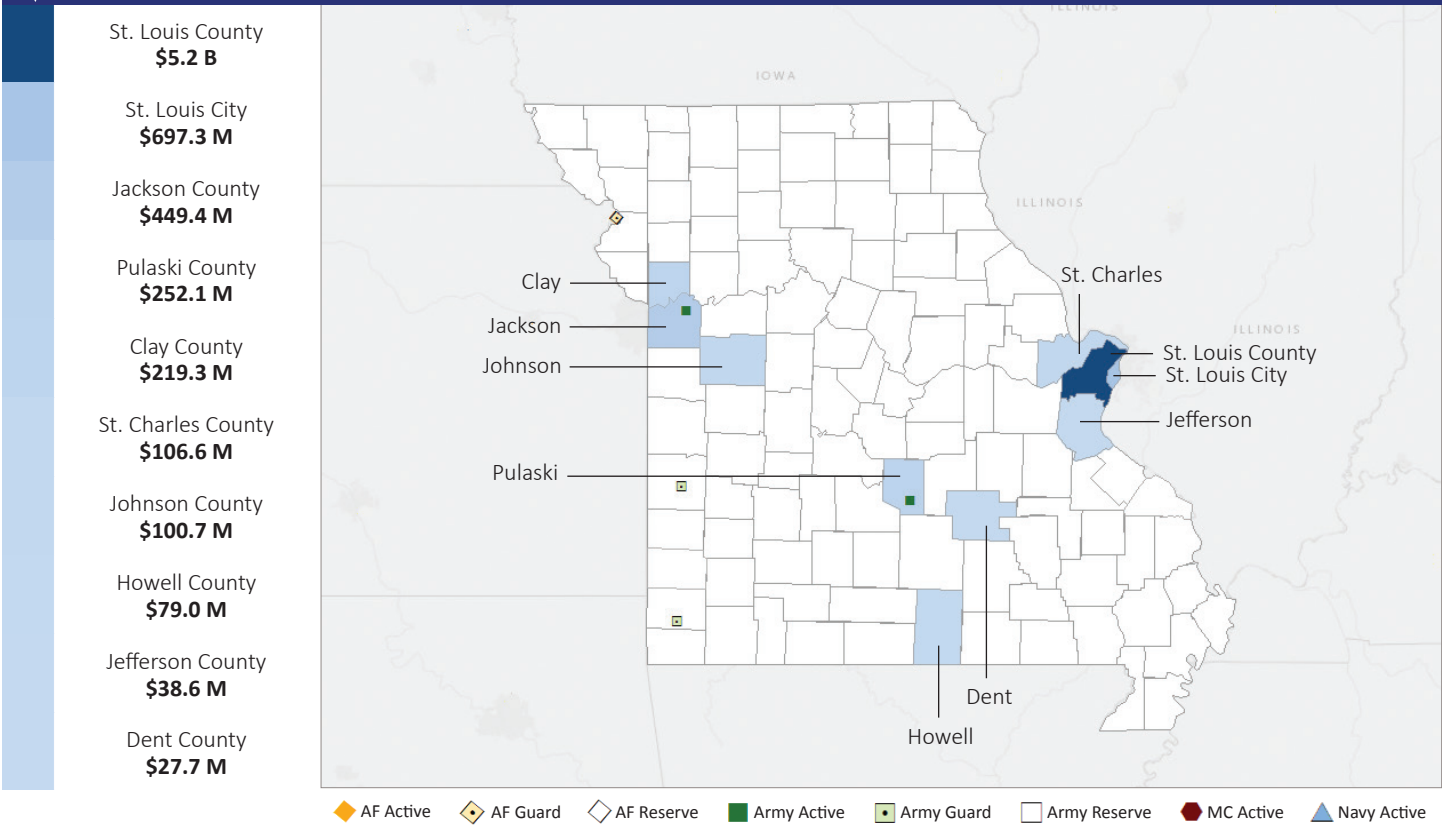 St. Louis County
$5.2 B
St. Louis City
$697.3 M
Jackson County
$449.4 M
Pulaski County
$252.1 M
Clay County
$219.3 M
St. Charles County
$106.6 M
Johnson County
$100.7 M
Howell County
$79.0 M
Jefferson County
$38.6 M
Dent County
$27.7 M
ILLINOIS
IOWA
ILLINOIS
St. Charles
Clay
Jackson
ILLINOIS
St. Louis County
Johnson
St. Louis City
Jefferson
Pulaski
Dent
Howell
AF Active AF Guard AF Reserve Army Active Army Guard Army Reserve MC Active Navy Active